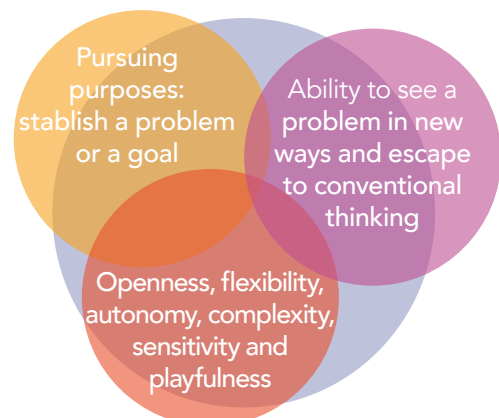 Pursuing
purposes:
stablish a problem
or a goal
Ability to see a
problem in new
ways and escape
to conventional
thinking
Openness, flexibility,
autonomy, complexity,
sensitivity and
playfulness